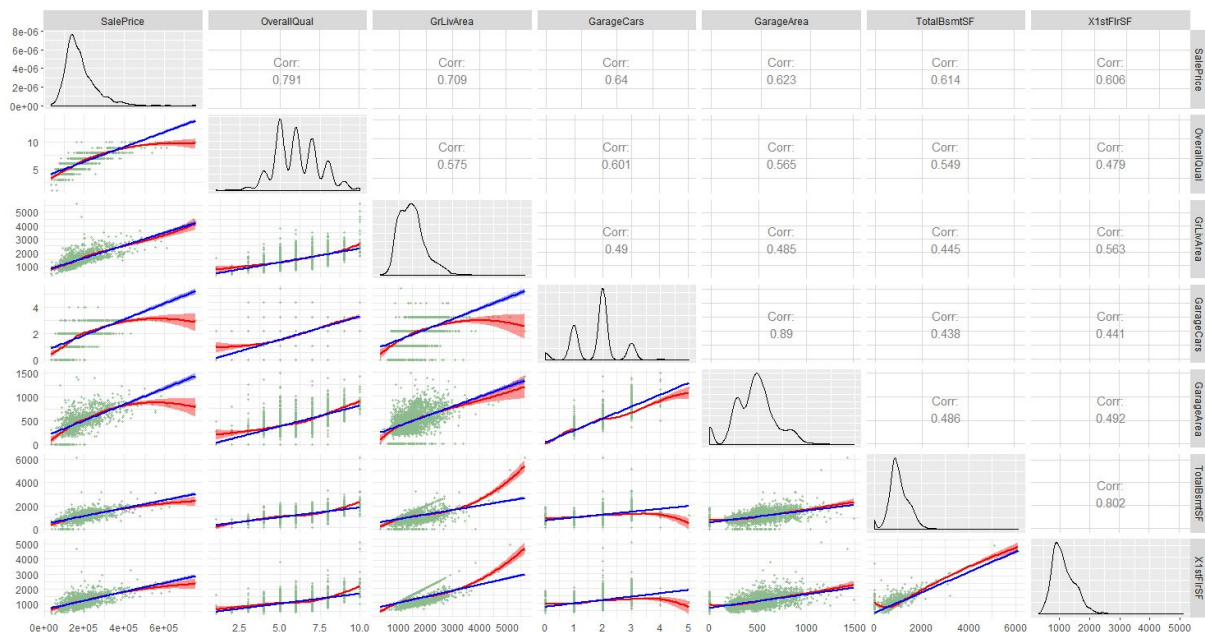 SalePrice OverallQual GrLivArea GarageCars GarageArea TotalBsmtSF X1stFlrSF
8e-06
6e-06
4e-06
2e-06
0e+00
Corr: Corr: Corr: Corr: Corr: Corr:
0.791 0.709 0.64 0.623 0.614 0.606
SalePrice
10
5
Corr: Corr: Corr: Corr: Corr:
0.575 0.601 0.565 0.549 0.479
OverallQual
5000
4000
3000
2000
1000
Corr: Corr: Corr: Corr:
0.49 0.485 0.445 0.563
GrLivArea
4
2
0
Corr: Corr: Corr:
0.89 0.438 0.441
GarageCars
1500
1000
500
0
Corr: Corr:
0.486 0.492
GarageArea
6000
4000
2000
0
Corr:
0.802
TotalBsmtSF
5000
4000
3000
2000
1000
X1stFlrSF
0e+00 2e+05 4e+05 6e+05 2.5 5.0 7.5 10.0 1000 2000 3000 4000 5000 0 1 2 3 4 5 0 500 1000 1500 0 2000 4000 6000 1000 2000 3000 4000 5000